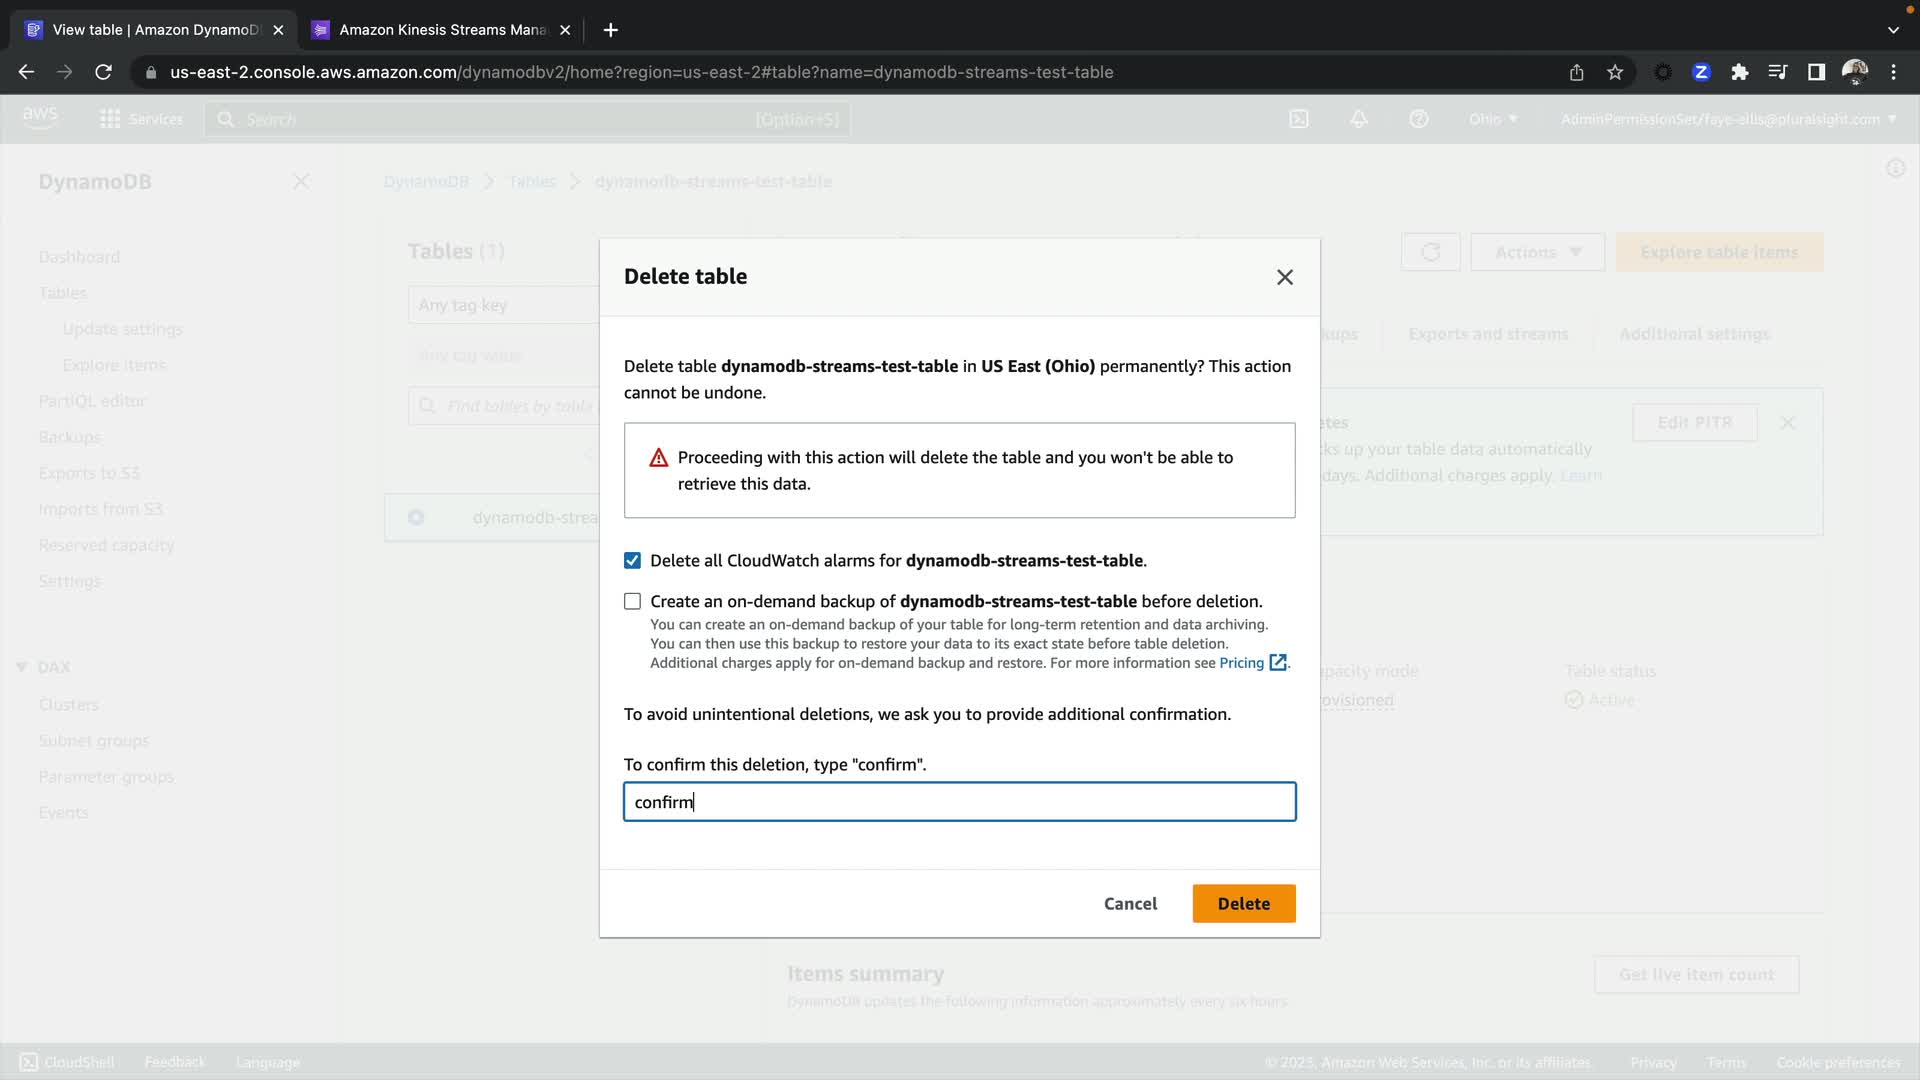 View table | Amazon DynamoD
Amazon Kinesis Streams Mana
us-east-2.console.aws.amazon.com/dynamodbv2/home?region=us-east-2#table?name=dynamodb-streams-test-table
aws
Services
Search
[Option+S]
Ohio
AdminPermissionSet/faye-ellis@pluralsight.com
DynamoDB
DynamoDB
Tables
dynamodb-streams-test-table
Dashboard
Tables
Update settings
Explore items
PartiQL editor
Backups
Exports to S3
Imports from S3
Reserved capacity
Settings
DAX
Clusters
Subnet groups
Parameter groups
Events
Tables (1)
Any tag key
Any tag value
Find tables by table
dynamodb-strea
Actions
Explore table items
kups
Exports and streams
Additional settings
etes
Edit PITR
ks up your table data automatically
days. Additional charges apply. Learn
Delete table
Delete table dynamodb-streams-test-table in US East (Ohio) permanently? This action
cannot be undone.
Proceeding with this action will delete the table and you won't be able to
retrieve this data.
Delete all CloudWatch alarms for dynamodb-streams-test-table.
Create an on-demand backup of dynamodb-streams-test-table before deletion.
You can create an on-demand backup of your table for long-term retention and data archiving.
You can then use this backup to restore your data to its exact state before table deletion.
Additional charges apply for on-demand backup and restore. For more information see Pricing.
To avoid unintentional deletions, we ask you to provide additional confirmation.
To confirm this deletion, type "confirm".
confirm
Cancel
Delete
apacity mode
rovisioned
Table status
Active
Items summary
DynamoDB updates the following information approximately every six hours.
Get live item count
CloudShell
Feedback
Language
© 2023, Amazon Web Services, Inc. or its affiliates.
Privacy
Terms
Cookie preferences